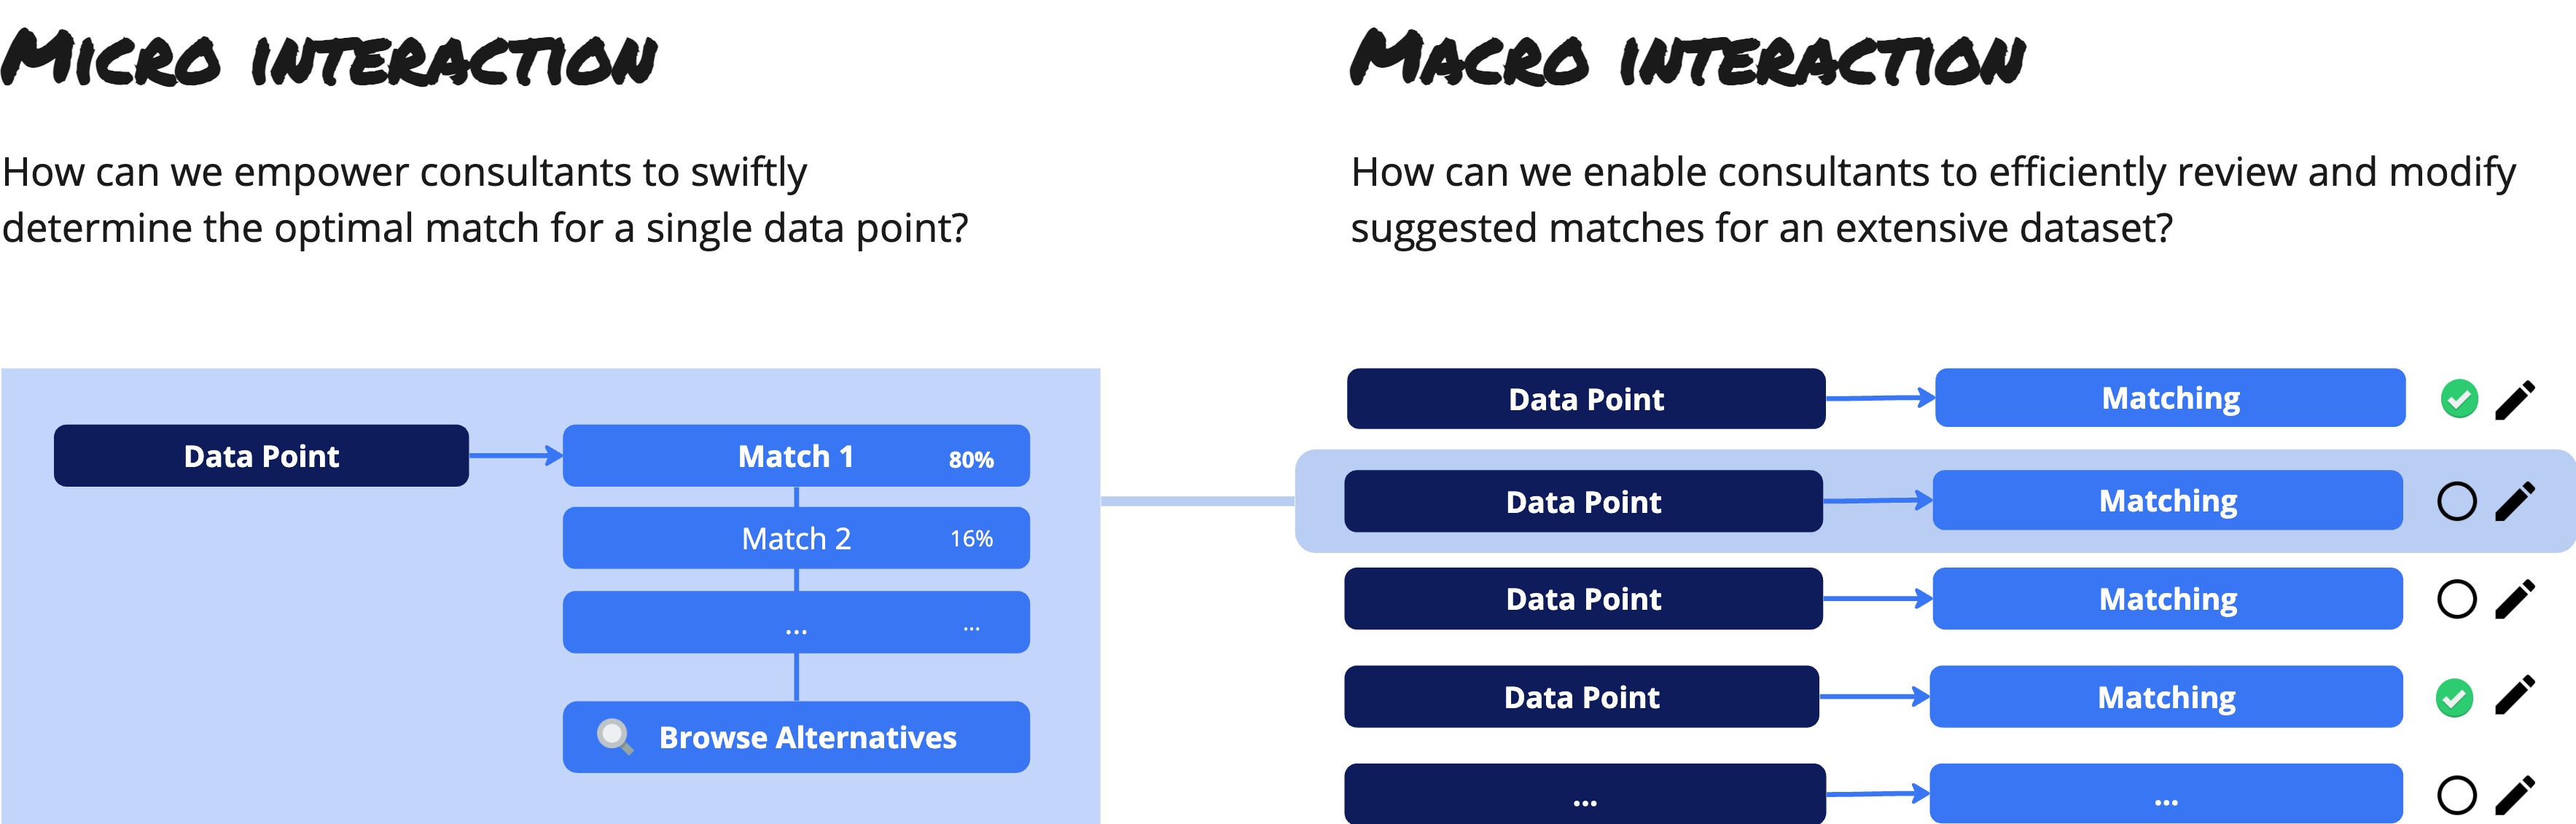 Micro interaction
How can we empower consultants to swiftly
determine the optimal match for a single data point?
Data Point
Match 1 80%
Match 2 16%
... ...
Browse Alternatives
Macro interaction
How can we enable consultants to efficiently review and modify
suggested matches for an extensive dataset?
Data Point Matching
Data Point Matching
Data Point Matching
Data Point Matching
... ...